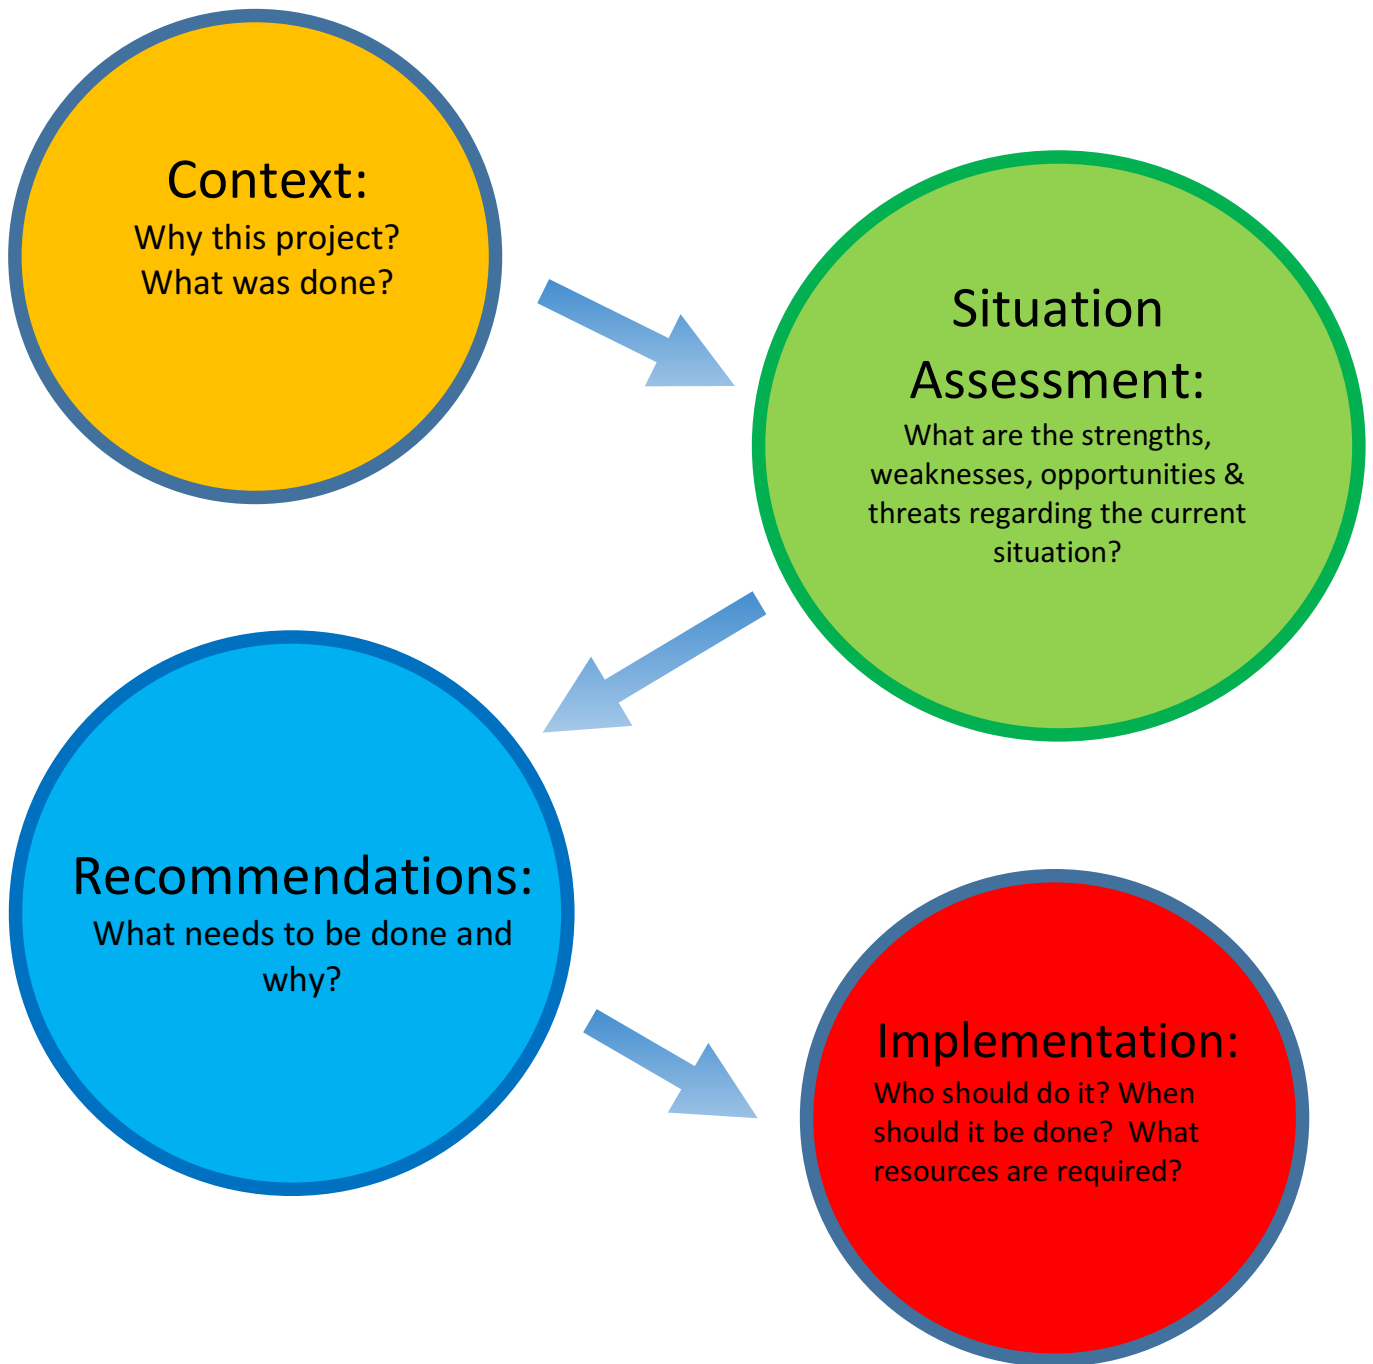 Context:
Why this project?
What was done?
Situation
Assessment:
What are the strengths,
weaknesses, opportunities &
threats regarding the current
situation?
Recommendations:
What needs to be done and
why?
Implementation:
Who should do it? When
should it be done?  What
resources are required?